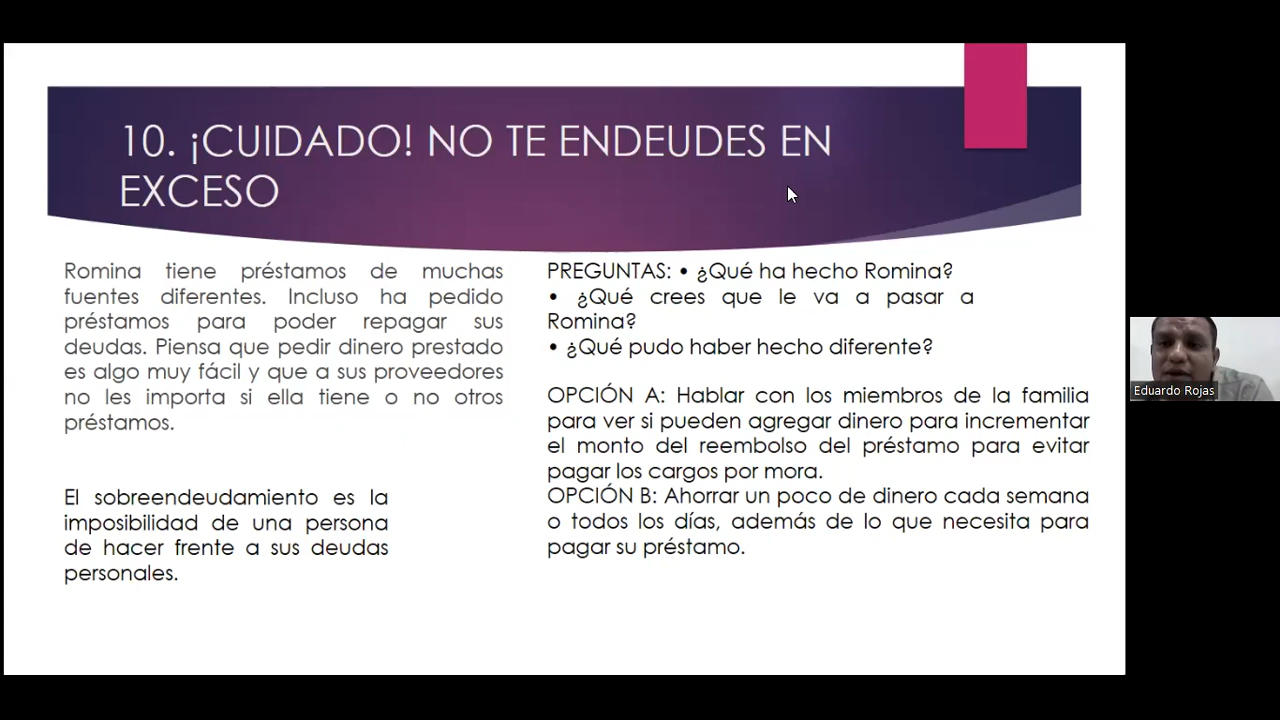 10. ¡CUIDADO! NO TE ENDEUDES EN
EXCESO
Romina tiene préstamos de muchas
fuentes diferentes. Incluso ha pedido
préstamos para poder repagar sus
deudas. Piensa que pedir dinero prestado
es algo muy fácil y que a sus proveedores
no les importa si ella tiene o no otros
préstamos.
El sobreendeudamiento es la
imposibilidad de una persona
de hacer frente a sus deudas
personales.
PREGUNTAS: • ¿Qué ha hecho Romina?
• ¿Qué crees que le va a pasar a
Romina?
• ¿Qué pudo haber hecho diferente?
OPCIÓN A: Hablar con los miembros de la familia
para ver si pueden agregar dinero para incrementar
el monto del reembolso del préstamo para evitar
pagar los cargos por mora.
OPCIÓN B: Ahorrar un poco de dinero cada semana
o todos los días, además de lo que necesita para
pagar su préstamo.
Eduardo Rojas